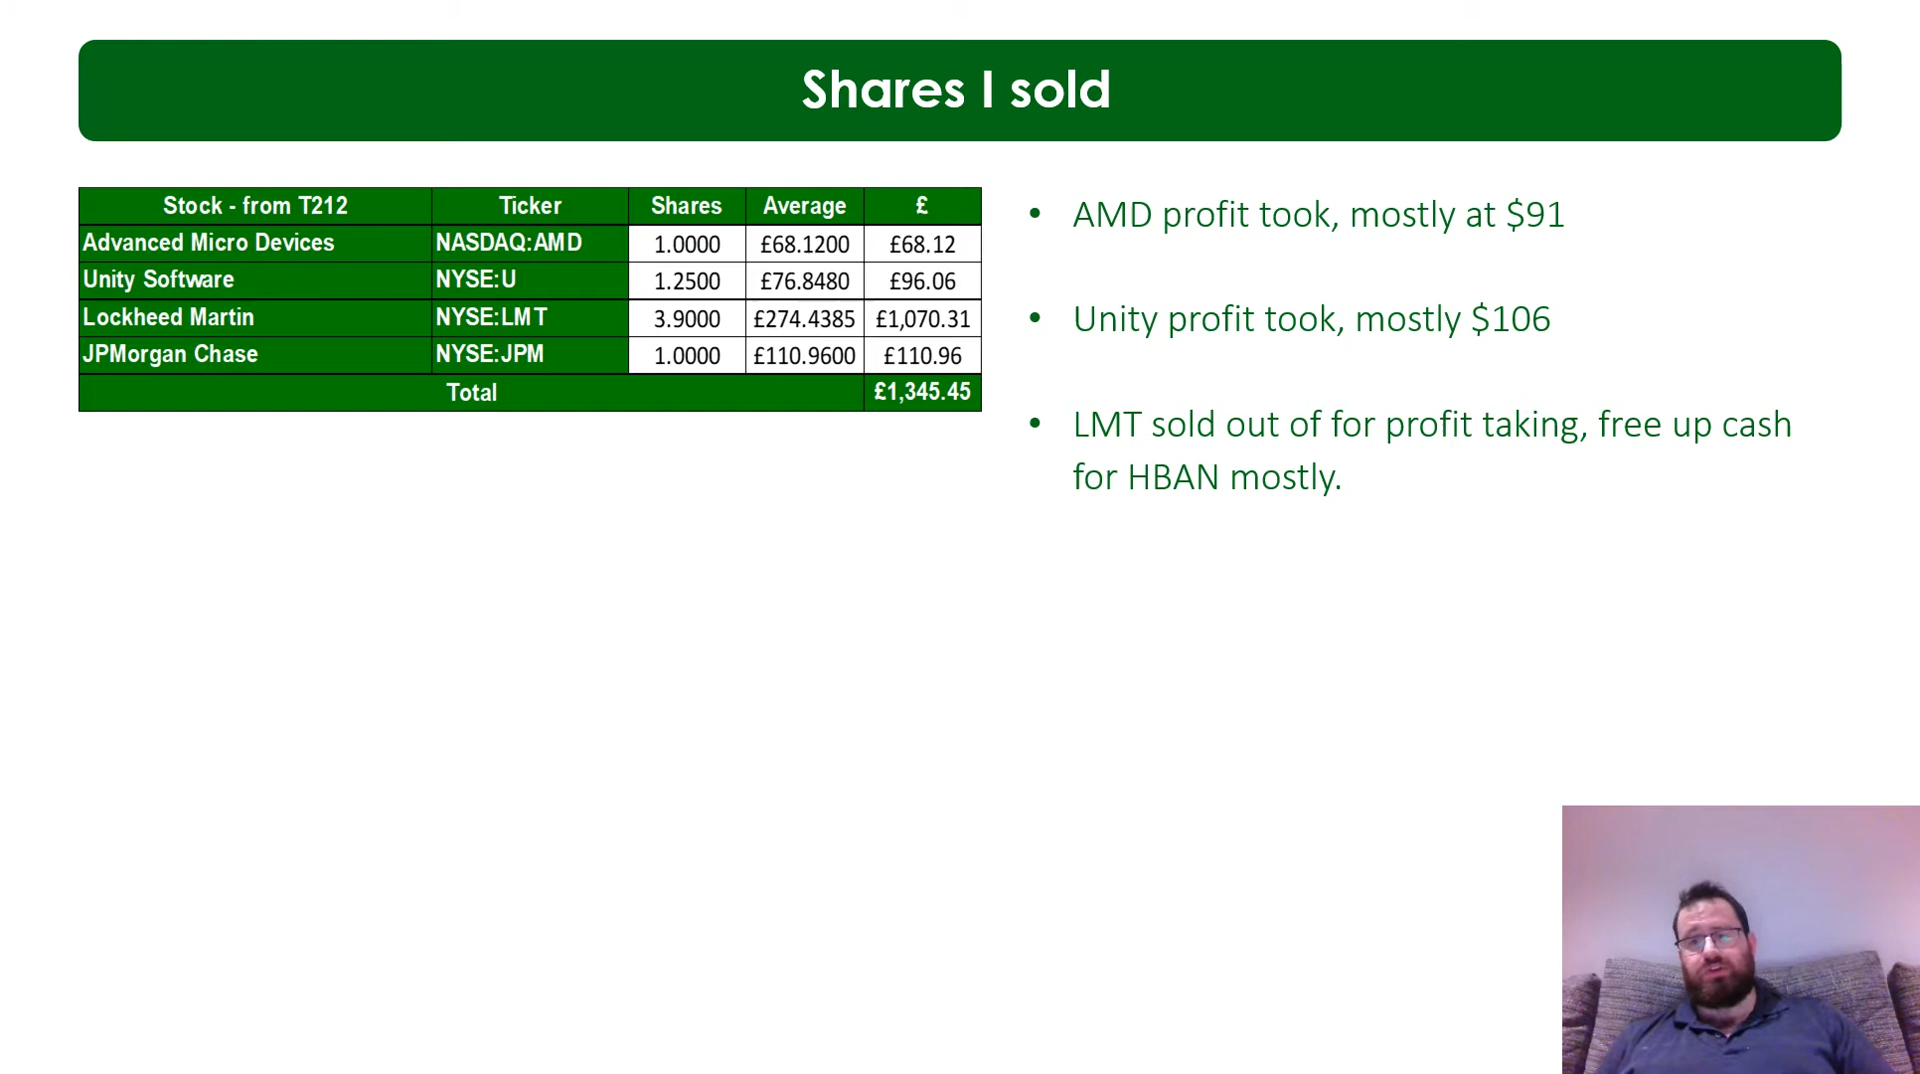 Shares I sold
Stock - from T212 Ticker Shares Average £
Advanced Micro Devices NASDAQ:AMD 1.0000 £68.1200 £68.12
Unity Software NYSE:U 1.2500 £76.8480 £96.06
Lockheed Martin NYSE:LMT 3.9000 £274.4385 £1,070.31
JPMorgan Chase NYSE:JPM 1.0000 £110.9600 £110.96
Total £1,345.45
• AMD profit took, mostly at $91
• Unity profit took, mostly $106
• LMT sold out of for profit taking, free up cash
for HBAN mostly.